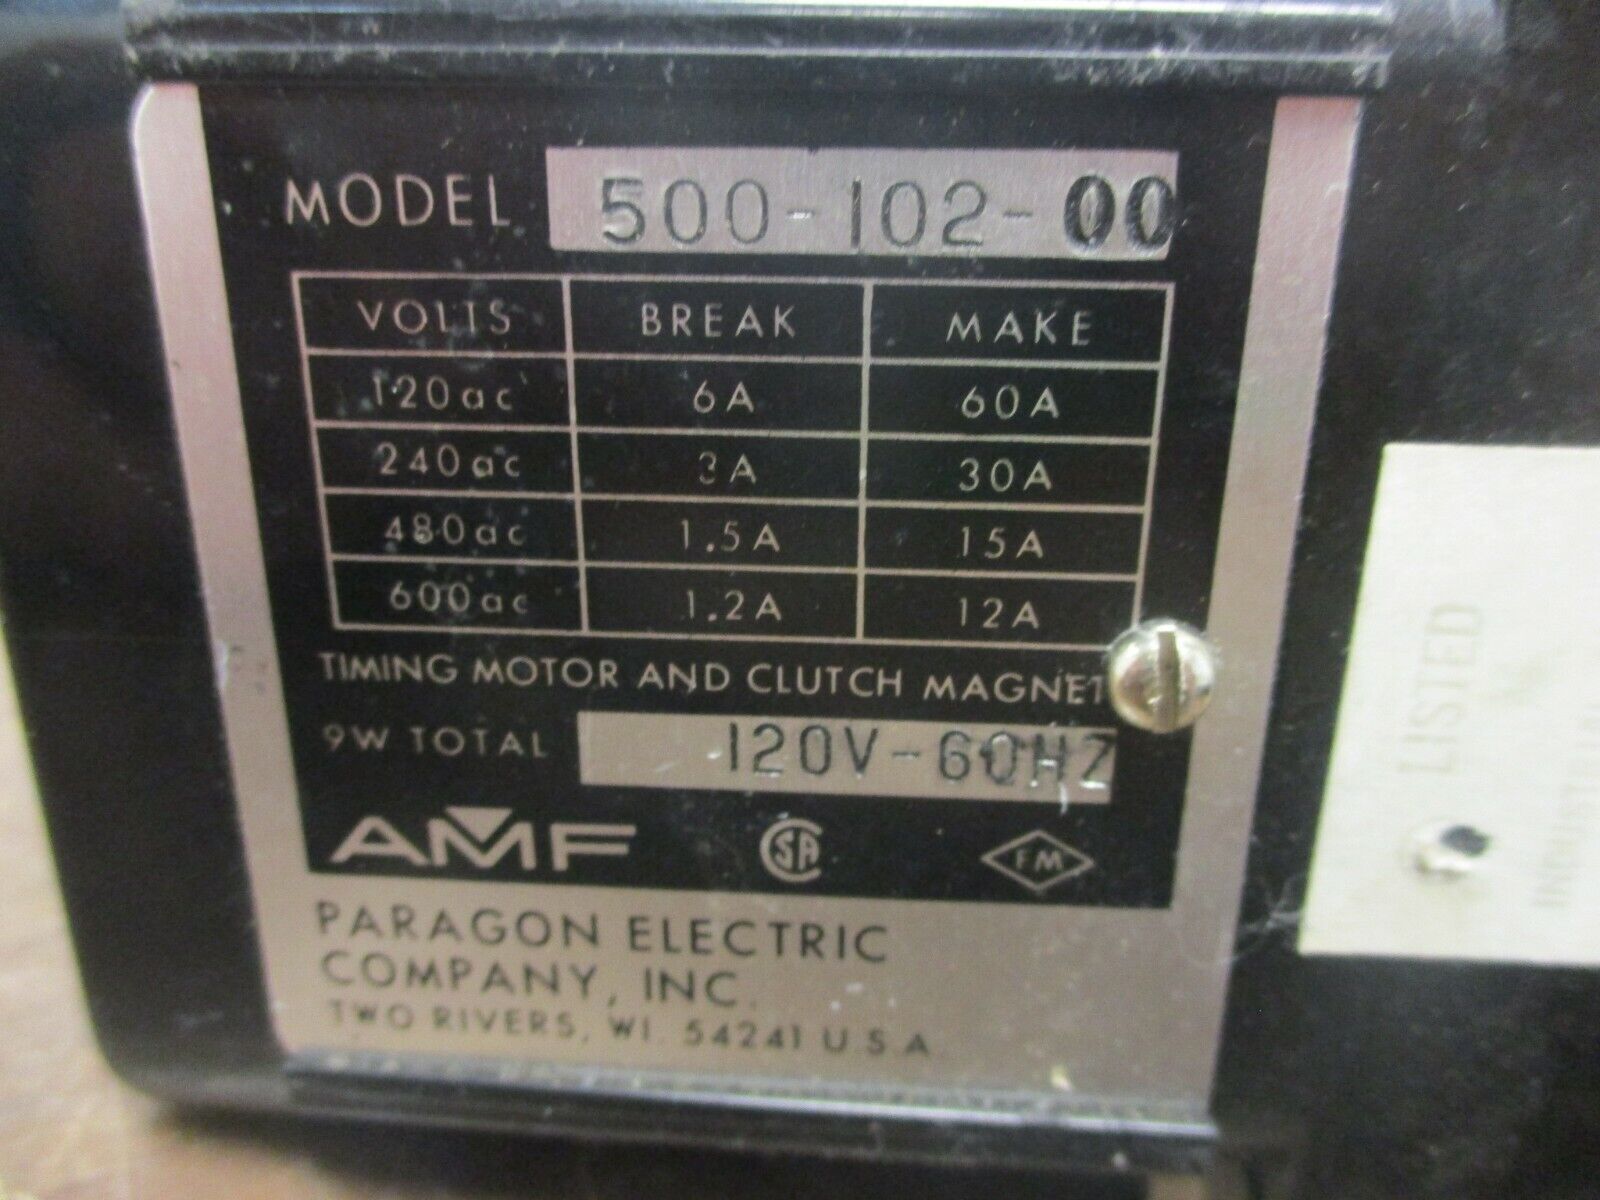 MODEL 500-102-00
VOLTS BREAK MAKE
120ac 6A 60A
240ac 3A 30A
480ac 1.5A 15A
600ac 1.2A 12A
TIMING MOTOR AND CLUTCH MAGNET
9W TOTAL 120V-60HZ
AMF SA FM
PARAGON ELECTRIC
COMPANY, INC.
TWO RIVERS, WI. 54241 U.S.A
LISTED
INDUSTRIAL